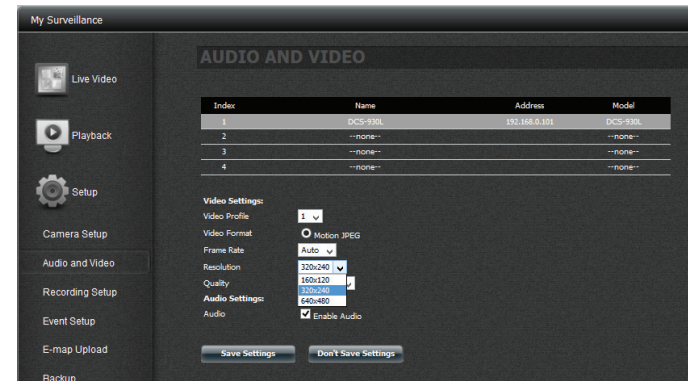 My Surveillance
Live Video
Playback
Setup
Camera Setup
Audio and Video
Recording Setup
Event Setup
E-map Upload
Backup
AUDIO AND VIDEO
Index Name Address Model
1 DCS-930L 192.168.0.101 DCS-930L
2 --none-- --none--
3 --none-- --none--
4 --none-- --none--
Video Settings:
Video Profile 1
Video Format Motion JPEG
Frame Rate Auto
Resolution 320x240
160x120
320x240
640x480
Quality
Audio Settings:
Audio Enable Audio
Save Settings Don't Save Settings